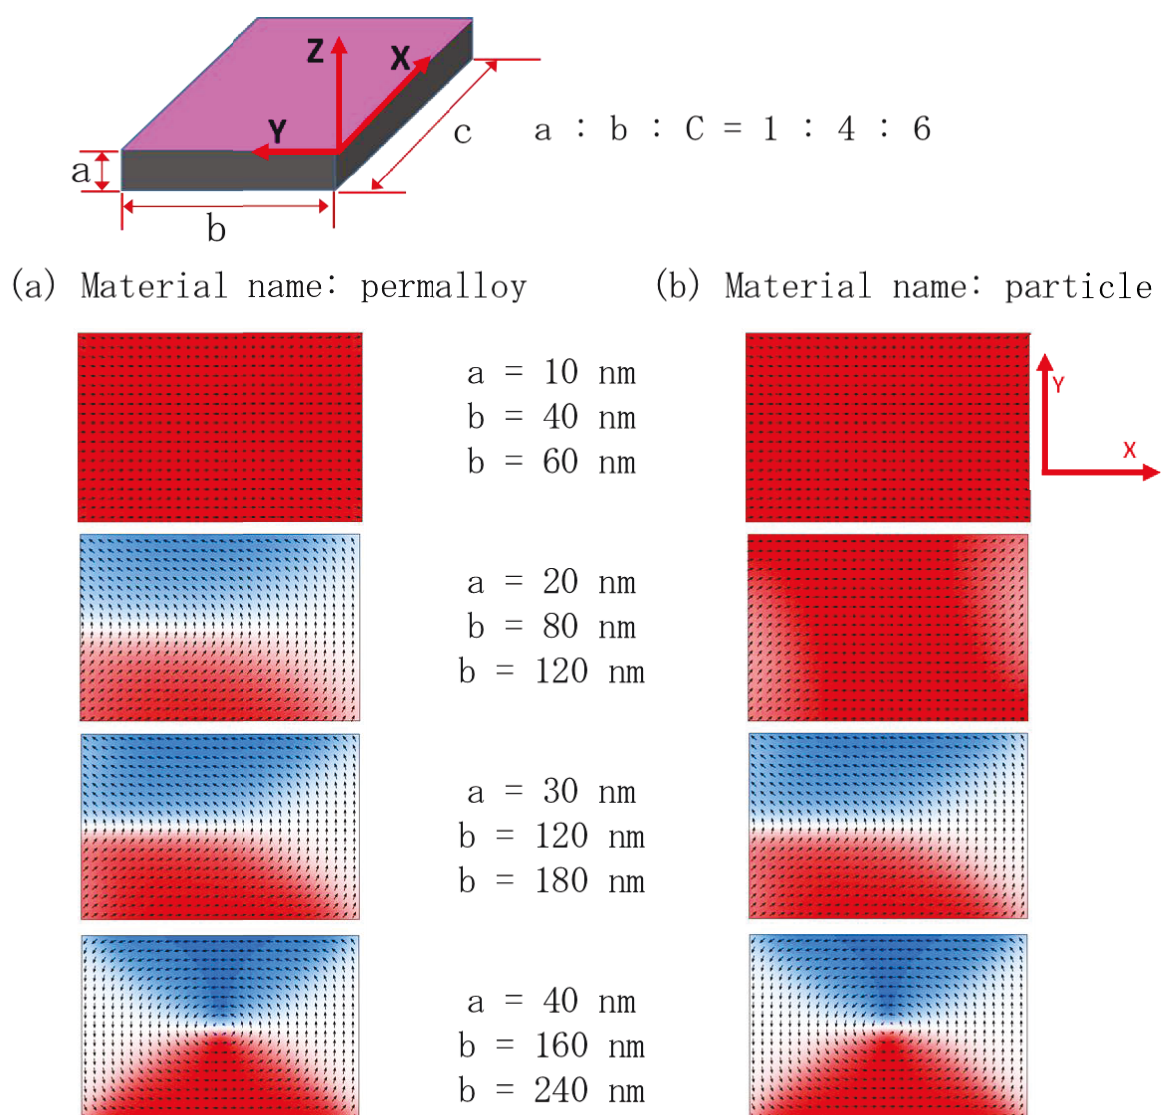 Z
X
Y
a
b
c
a : b : C = 1 : 4 : 6
(a) Material name: permalloy
(b) Material name: particle
a = 10 nm
b = 40 nm
b = 60 nm
Y
X
a = 20 nm
b = 80 nm
b = 120 nm
a = 30 nm
b = 120 nm
b = 180 nm
a = 40 nm
b = 160 nm
b = 240 nm